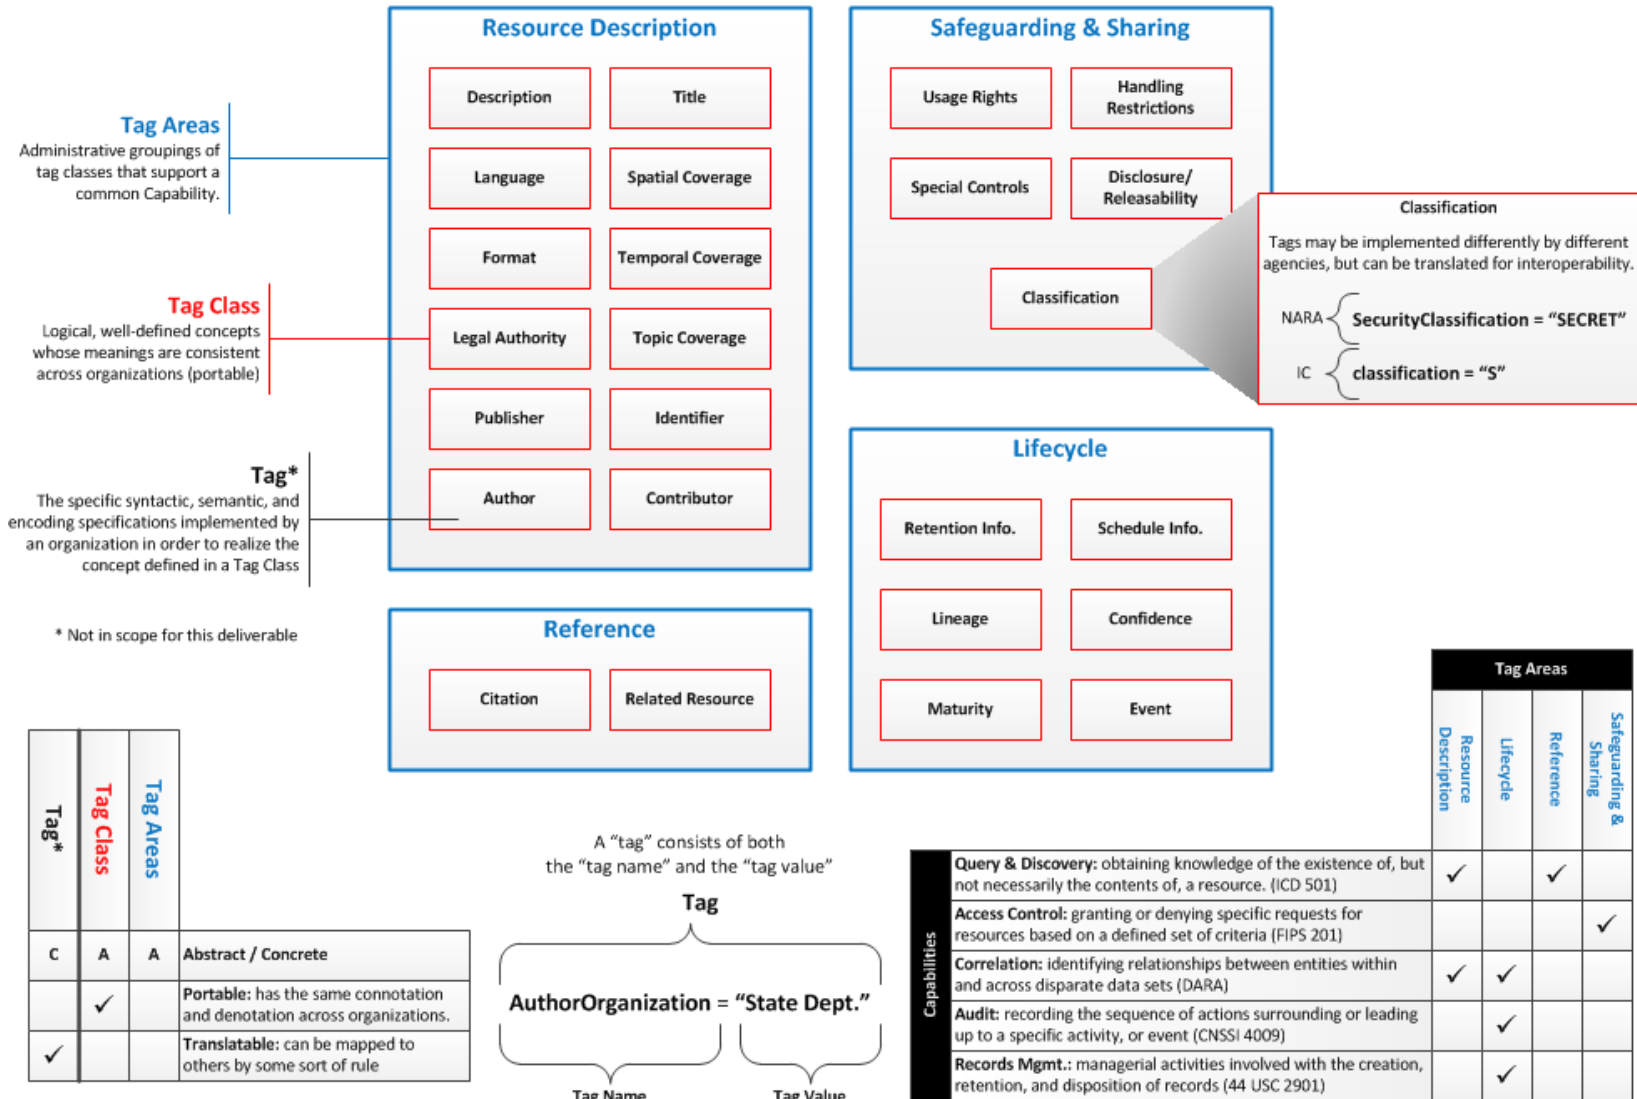 Resource Description
Description
Title
Language
Spatial Coverage
Format
Temporal Coverage
Legal Authority
Topic Coverage
Publisher
Identifier
Author
Contributor
Safeguarding & Sharing
Usage Rights
Handling
Restrictions
Special Controls
Disclosure/
Releasability
Classification
Classification
Tags may be implemented differently by different
agencies, but can be translated for interoperability.
NARA
SecurityClassification = “SECRET”
IC
classification = “S”
Tag Areas
Administrative groupings of
tag classes that support a
common Capability.
Tag Class
Logical, well-defined concepts
whose meanings are consistent
across organizations (portable)
Tag*
The specific syntactic, semantic, and
encoding specifications implemented by
an organization in order to realize the
concept defined in a Tag Class
* Not in scope for this deliverable
Reference
Citation
Related Resource
Lifecycle
Retention Info.
Schedule Info.
Lineage
Confidence
Maturity
Event
Tag*
Tag Class
Tag Areas
C A A Abstract / Concrete
✓ Portable: has the same connotation
and denotation across organizations.
✓ Translatable: can be mapped to
others by some sort of rule
A “tag” consists of both
the “tag name” and the “tag value”
Tag
AuthorOrganization = “State Dept.”
Tag Name
Tag Value
Tag Areas
Resource
Description
Lifecycle
Reference
Safeguarding &
Sharing
Capabilities
Query & Discovery: obtaining knowledge of the existence of, but
not necessarily the contents of, a resource. (ICD 501)
✓ ✓
Access Control: granting or denying specific requests for
resources based on a defined set of criteria (FIPS 201)
✓
Correlation: identifying relationships between entities within
and across disparate data sets (DARA)
✓ ✓
Audit: recording the sequence of actions surrounding or leading
up to a specific activity, or event (CNSSI 4009)
✓
Records Mgmt.: managerial activities involved with the creation,
retention, and disposition of records (44 USC 2901)
✓